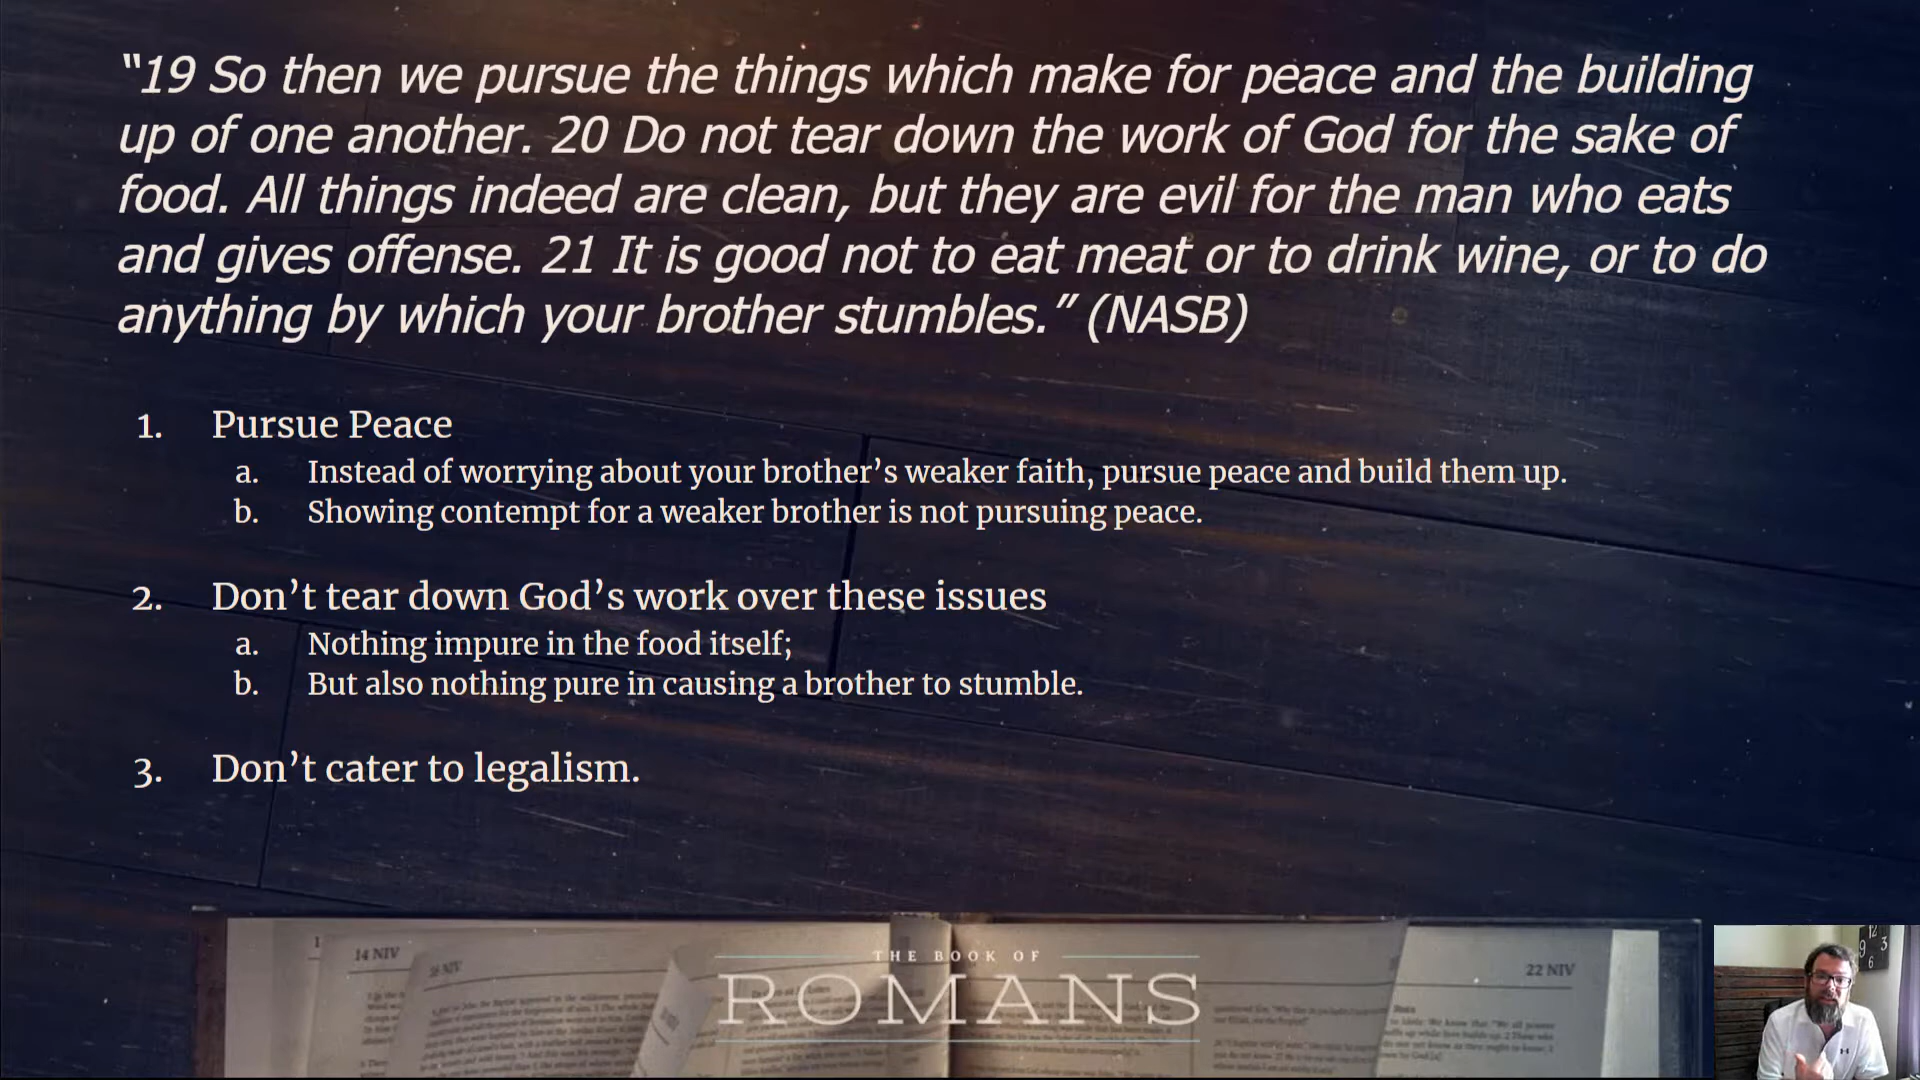 “19 So then we pursue the things which make for peace and the building
up of one another. 20 Do not tear down the work of God for the sake of
food. All things indeed are clean, but they are evil for the man who eats
and gives offense. 21 It is good not to eat meat or to drink wine, or to do
anything by which your brother stumbles.” (NASB)
1. Pursue Peace
a. Instead of worrying about your brother’s weaker faith, pursue peace and build them up.
b. Showing contempt for a weaker brother is not pursuing peace.
2. Don’t tear down God’s work over these issues
a. Nothing impure in the food itself;
b. But also nothing pure in causing a brother to stumble.
3. Don’t cater to legalism.
14 NIV
22 NIV
THE BOOK OF
ROMANS
12
9 3
6